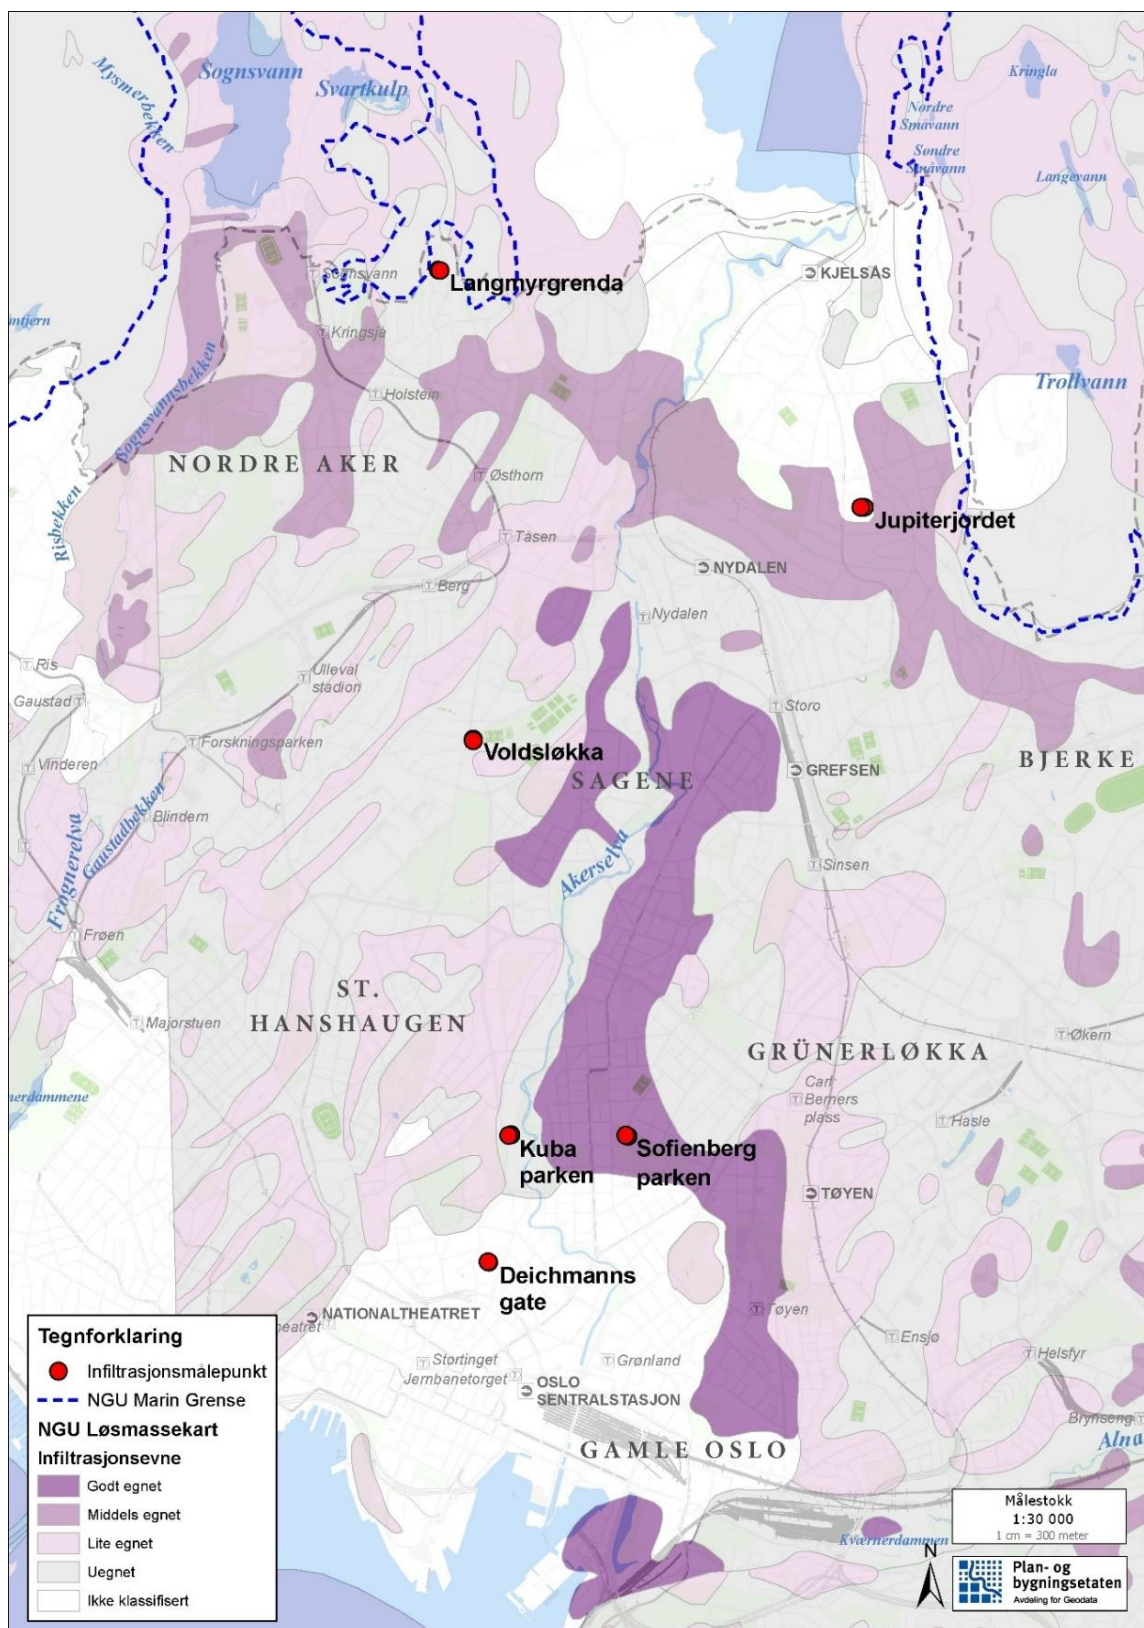 Mysmerbekken
Sognsvann
Svartkulp
Kringla
Nordre
Småvann
Søndre
Småvann
Langevann
Sognsvann
Langmyrgrenda
KJELSÅS
Kringsjå
Sognsvannsbekken
Trollvann
Holstein
NORDRE AKER
Østhorn
Risbekken
Jupiterjordet
Tåsen
NYDALEN
Berg
Nydalen
Ris
Ullevål
stadion
Gaustad
Storo
Forskningsparken
Voldsløkka
BJERKE
Vinderen
SAGENE
GREFSEN
Gaustadbekken
Blindern
Akerselva
Sinsen
Frognerelva
Frøen
ST.
HANSHAUGEN
Majorstuen
Økern
GRÜNERLØKKA
Carl
Berners
plass
nerdammene
Hasle
Kuba
parken
Sofienberg
parken
TØYEN
Deichmanns
gate
NATIONALTHEATRET
Tøyen
heatret
Ensjø
Stortinget
Grønland
Helsfyr
Jernbanetorget
OSLO
SENTRALSTASJON
Brynseng
Alna
GAMLE OSLO
Kværnerdammen
Tegnforklaring
Infiltrasjonsmålepunkt
NGU Marin Grense
NGU Løsmassekart
Infiltrasjonsevne
Godt egnet
Middels egnet
Lite egnet
Uegnet
Ikke klassifisert
Målestokk
1:30 000
1 cm = 300 meter
N
Plan- og
bygningsetaten
Avdeling for Geodata